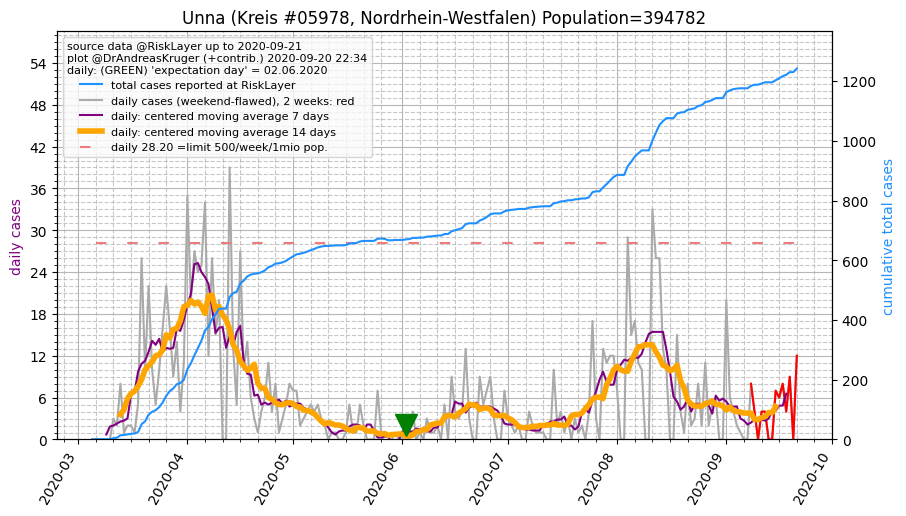 Unna (Kreis #05978, Nordrhein-Westfalen) Population=394782
source data @RiskLayer up to 2020-09-21
plot @DrAndreasKruger (+contrib.) 2020-09-20 22:34
daily: (GREEN) 'expectation day' = 02.06.2020
total cases reported at RiskLayer
daily cases (weekend-flawed), 2 weeks: red
daily: centered moving average 7 days
daily: centered moving average 14 days
daily 28.20 =limit 500/week/1mio pop.
daily cases
54
48
42
36
30
24
18
12
6
0
1200
1000
800
600
400
200
0
cumulative total cases
2020-03
2020-04
2020-05
2020-06
2020-07
2020-08
2020-09
2020-10